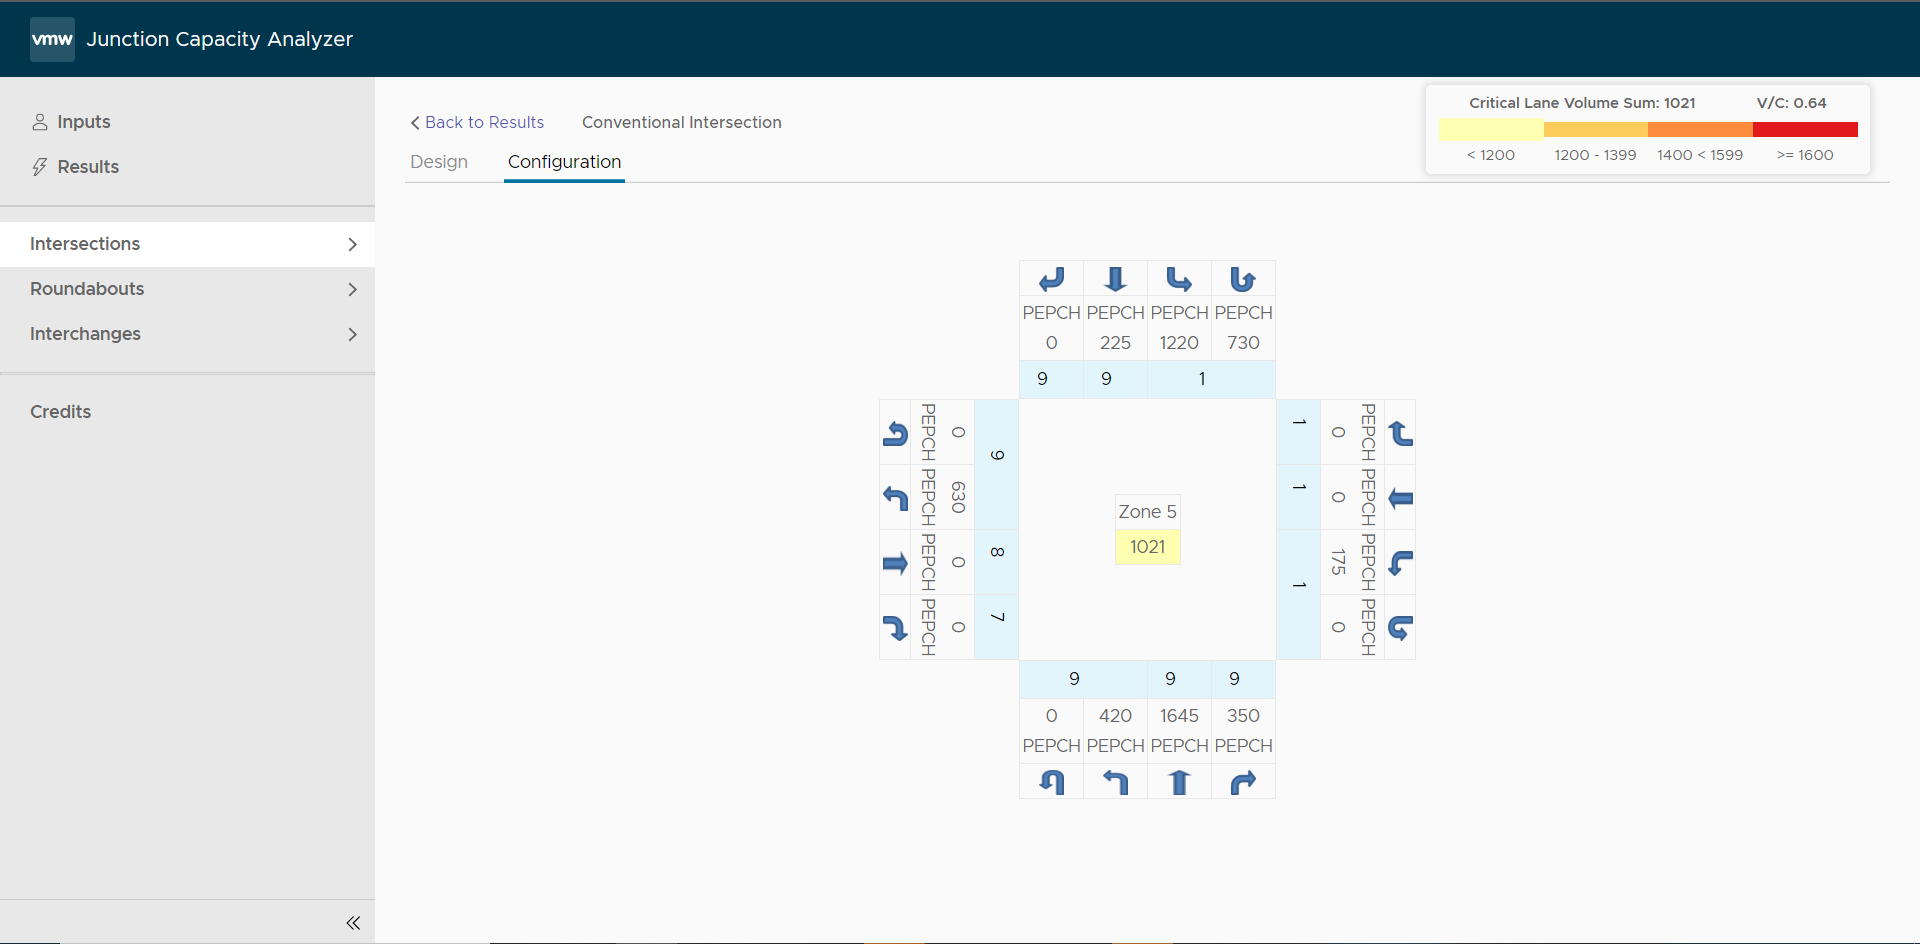 vmw Junction Capacity Analyzer
Inputs
Results
Intersections
Roundabouts
Interchanges
Credits
Back to Results Conventional Intersection
Design Configuration
Critical Lane Volume Sum: 1021 V/C: 0.64
< 1200 1200 - 1399 1400 < 1599 >= 1600
PEPCH PEPCH PEPCH PEPCH
0 225 1220 730
9 9 1
PEPCH 0 9
PEPCH 630
PEPCH 0 8
PEPCH 0 7
Zone 5
1021
1 0 PEPCH
1 0 PEPCH
1 175 PEPCH
0 PEPCH
9 9 9
0 420 1645 350
PEPCH PEPCH PEPCH PEPCH